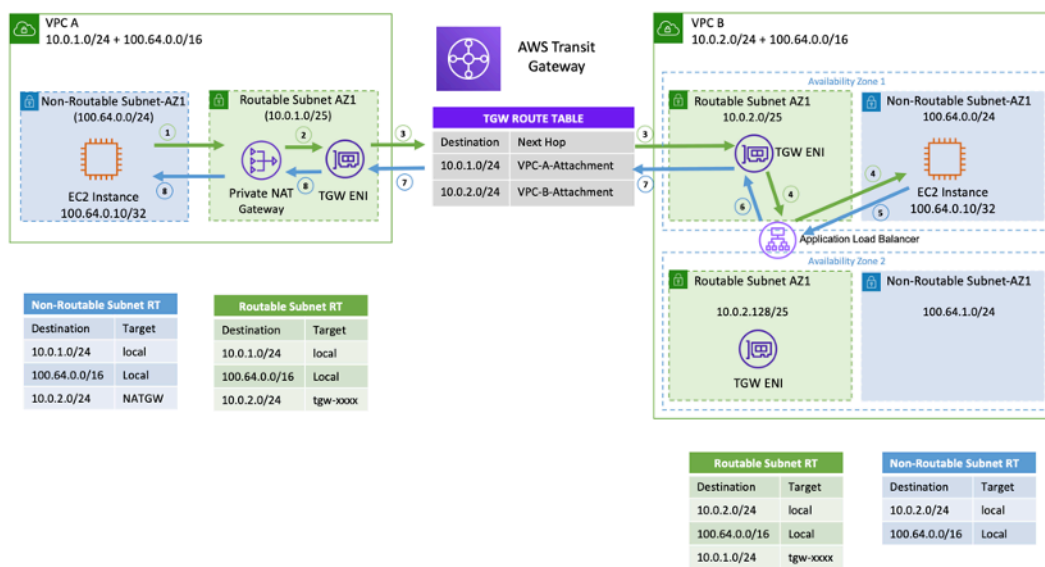 VPC A
10.0.1.0/24 + 100.64.0.0/16
Non-Routable Subnet-AZ1
(100.64.0.0/24)
EC2 Instance
100.64.0.10/32
1
8
Routable Subnet AZ1
(10.0.1.0/25)
2
8
Private NAT
Gateway
TGW ENI
3
7
AWS Transit
Gateway
TGW ROUTE TABLE
Destination Next Hop
10.0.1.0/24 VPC-A-Attachment
10.0.2.0/24 VPC-B-Attachment
3
7
VPC B
10.0.2.0/24 + 100.64.0.0/16
Availability Zone 1
Routable Subnet AZ1
10.0.2.0/25
TGW ENI
Non-Routable Subnet-AZ1
100.64.0.0/24
EC2 Instance
100.64.0.10/32
4
4
5
6
Application Load Balancer
Availability Zone 2
Routable Subnet AZ1
10.0.2.128/25
TGW ENI
Non-Routable Subnet-AZ1
100.64.1.0/24
Non-Routable Subnet RT
Destination Target
10.0.1.0/24 local
100.64.0.0/16 Local
10.0.2.0/24 NATGW
Routable Subnet RT
Destination Target
10.0.1.0/24 local
100.64.0.0/16 Local
10.0.2.0/24 tgw-xxxx
Routable Subnet RT
Destination Target
10.0.2.0/24 local
100.64.0.0/16 Local
10.0.1.0/24 tgw-xxxx
Non-Routable Subnet RT
Destination Target
10.0.2.0/24 local
100.64.0.0/16 Local